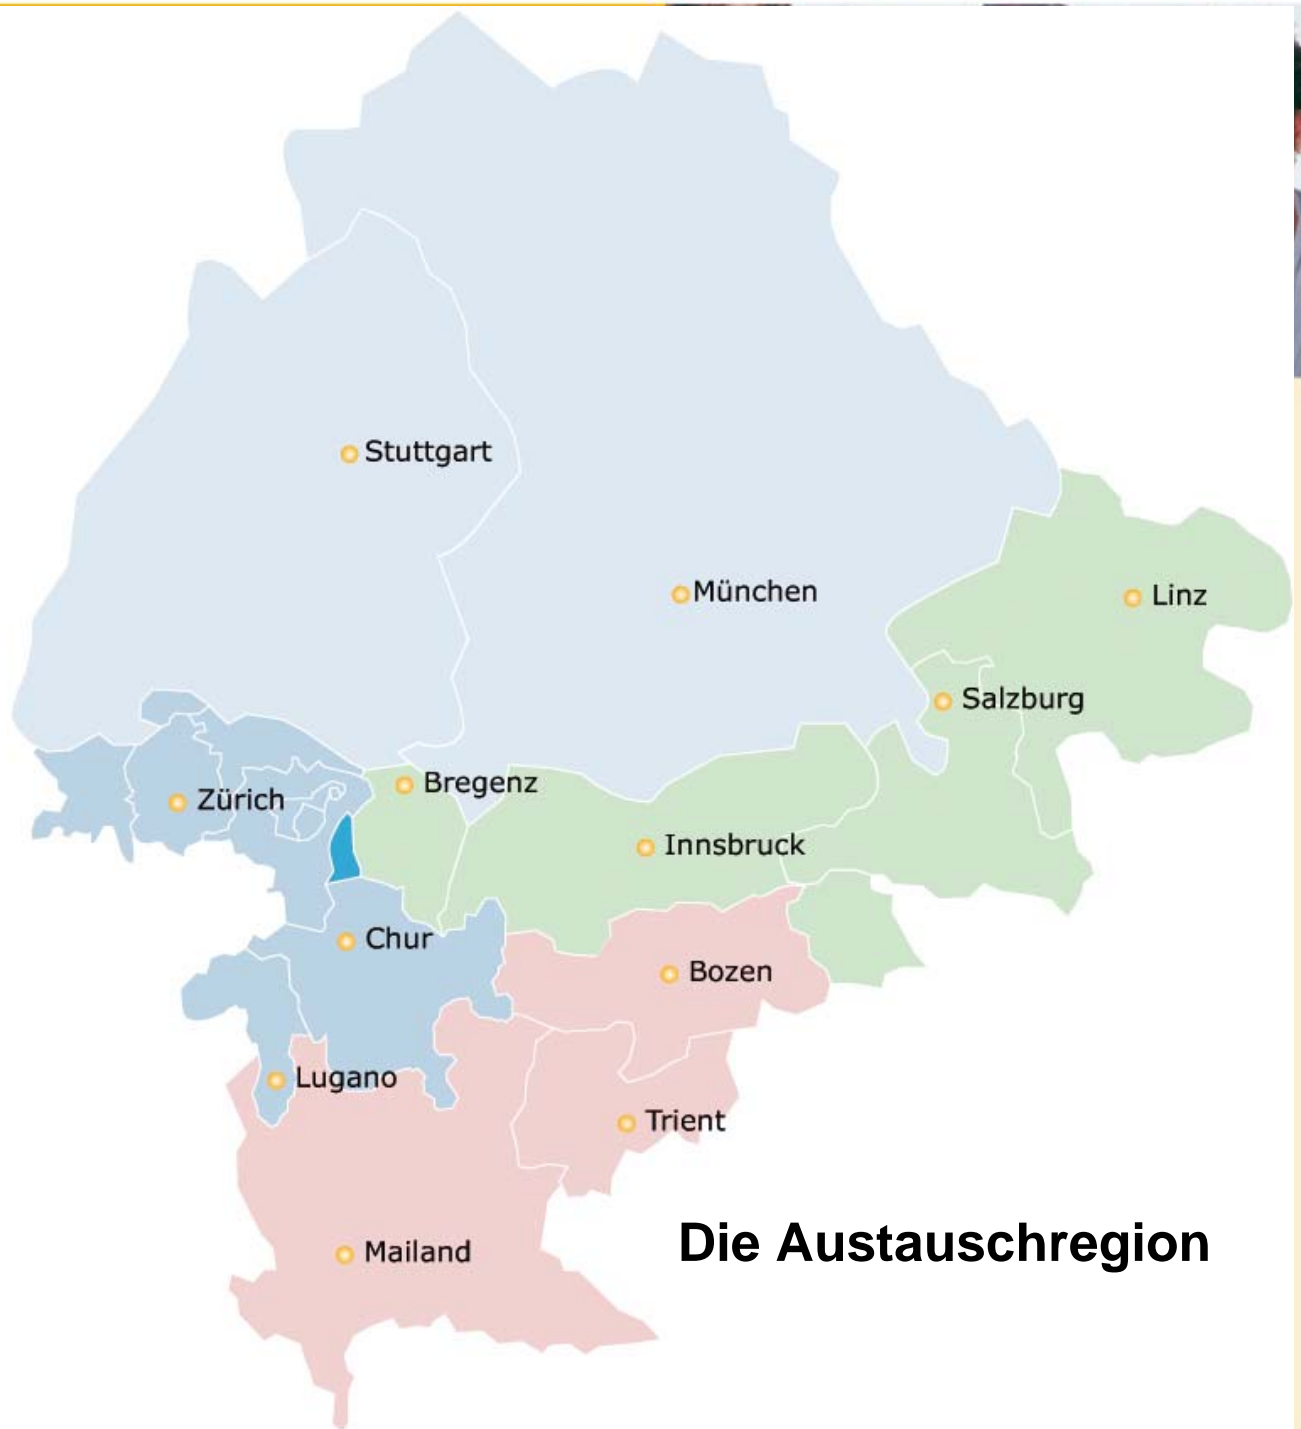 Stuttgart
München
Linz
Salzburg
Bregenz
Zürich
Innsbruck
Chur
Bozen
Lugano
Trient
Die Austauschregion
Mailand